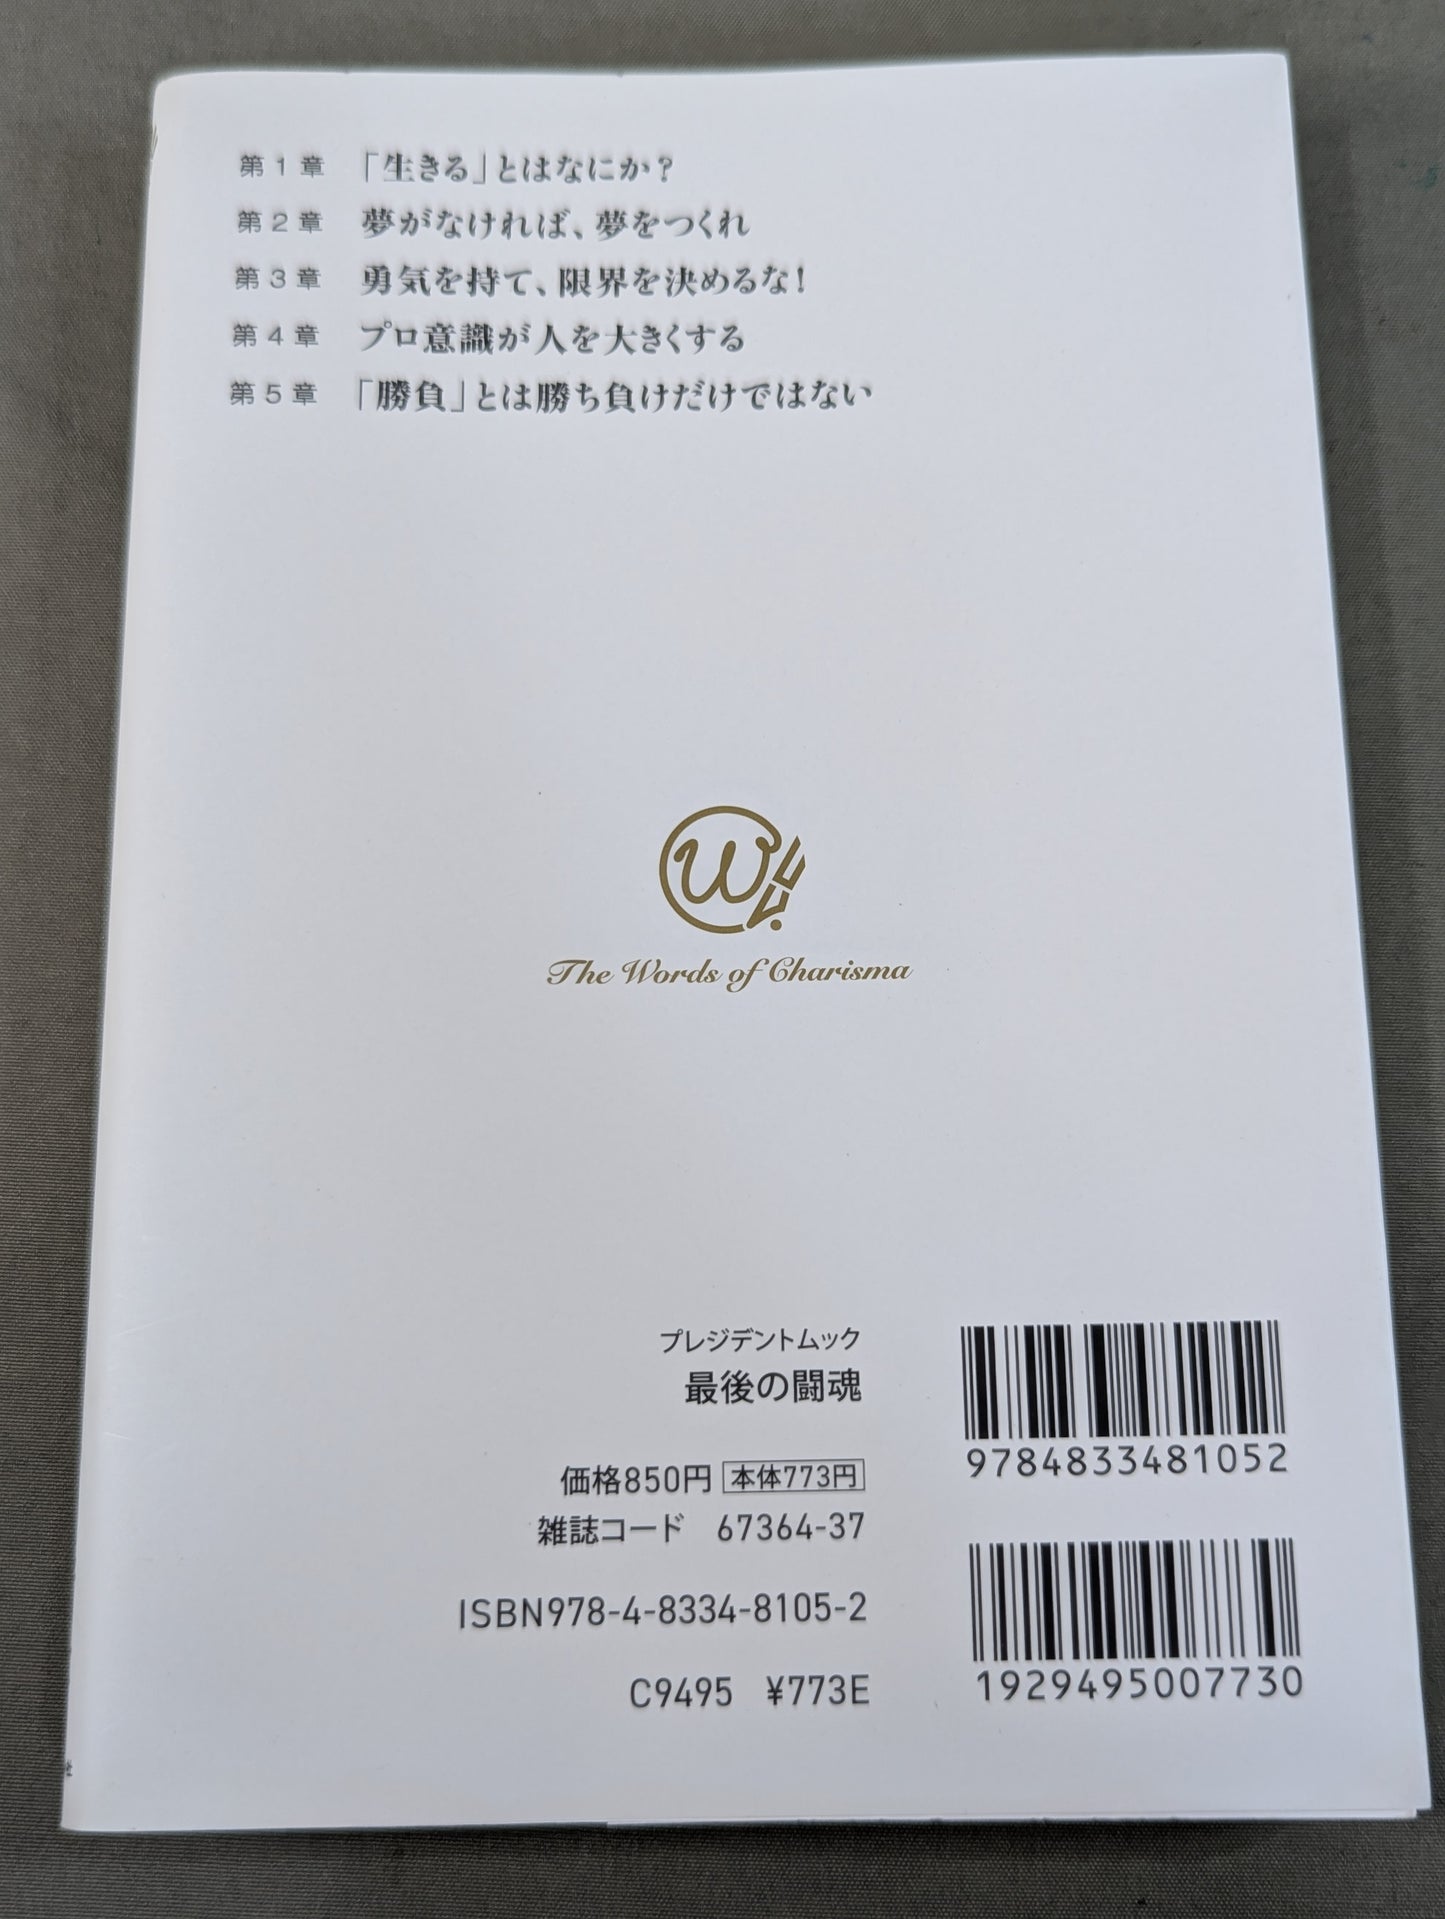 第1章 「生きる」とはなにか?
第2章 夢がなければ、夢をつくれ
第3章 勇気を持て、限界を決めるな!
第4章 プロ意識が人を大きくする
第5章 「勝負」とは勝ち負けだけではない
W!
The Words of Charisma
プレジデントムック
最後の闘魂
価格850円 本体773円
雑誌コード 67364-37
ISBN978-4-8334-8105-2
C9495 ¥773E
9784833481052
1929495007730
社